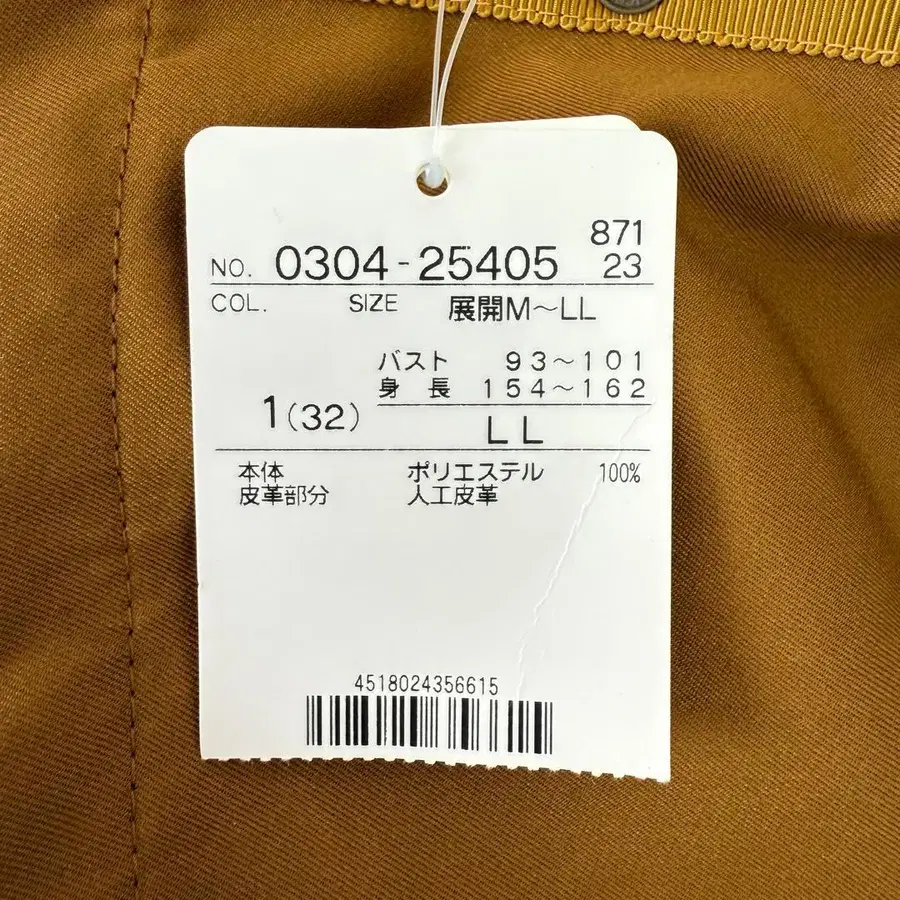 871
NO. 0304-25405 23
COL. SIZE 展開M～LL
バスト 93～101
身長 154～162
1(32)
LL
本体 ポリエステル 100%
皮革部分 人工皮革
4518024356615